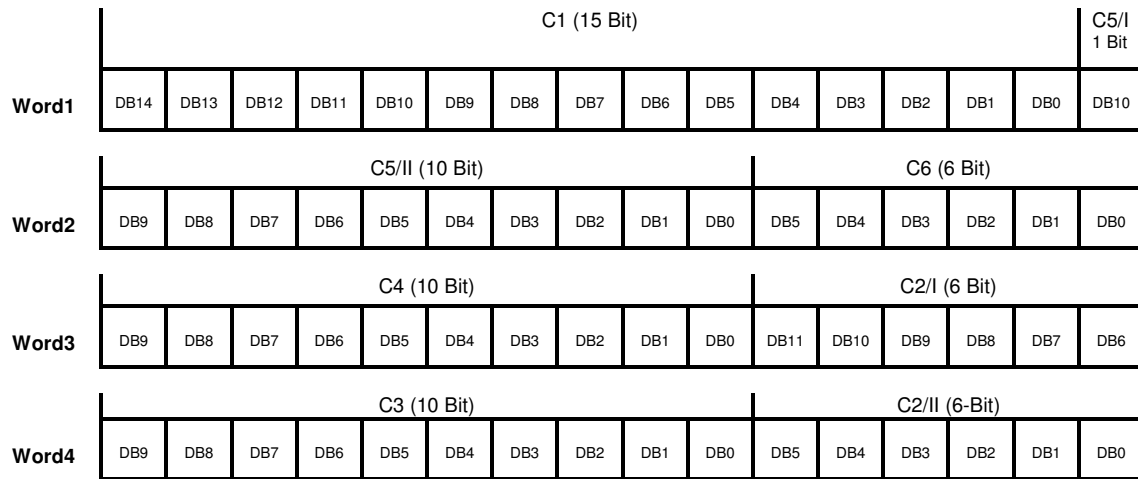 C1 (15 Bit) C5/I
1 Bit
Word1 DB14 DB13 DB12 DB11 DB10 DB9 DB8 DB7 DB6 DB5 DB4 DB3 DB2 DB1 DB0 DB10
C5/II (10 Bit) C6 (6 Bit)
Word2 DB9 DB8 DB7 DB6 DB5 DB4 DB3 DB2 DB1 DB0 DB5 DB4 DB3 DB2 DB1 DB0
C4 (10 Bit) C2/I (6 Bit)
Word3 DB9 DB8 DB7 DB6 DB5 DB4 DB3 DB2 DB1 DB0 DB11 DB10 DB9 DB8 DB7 DB6
C3 (10 Bit) C2/II (6-Bit)
Word4 DB9 DB8 DB7 DB6 DB5 DB4 DB3 DB2 DB1 DB0 DB5 DB4 DB3 DB2 DB1 DB0